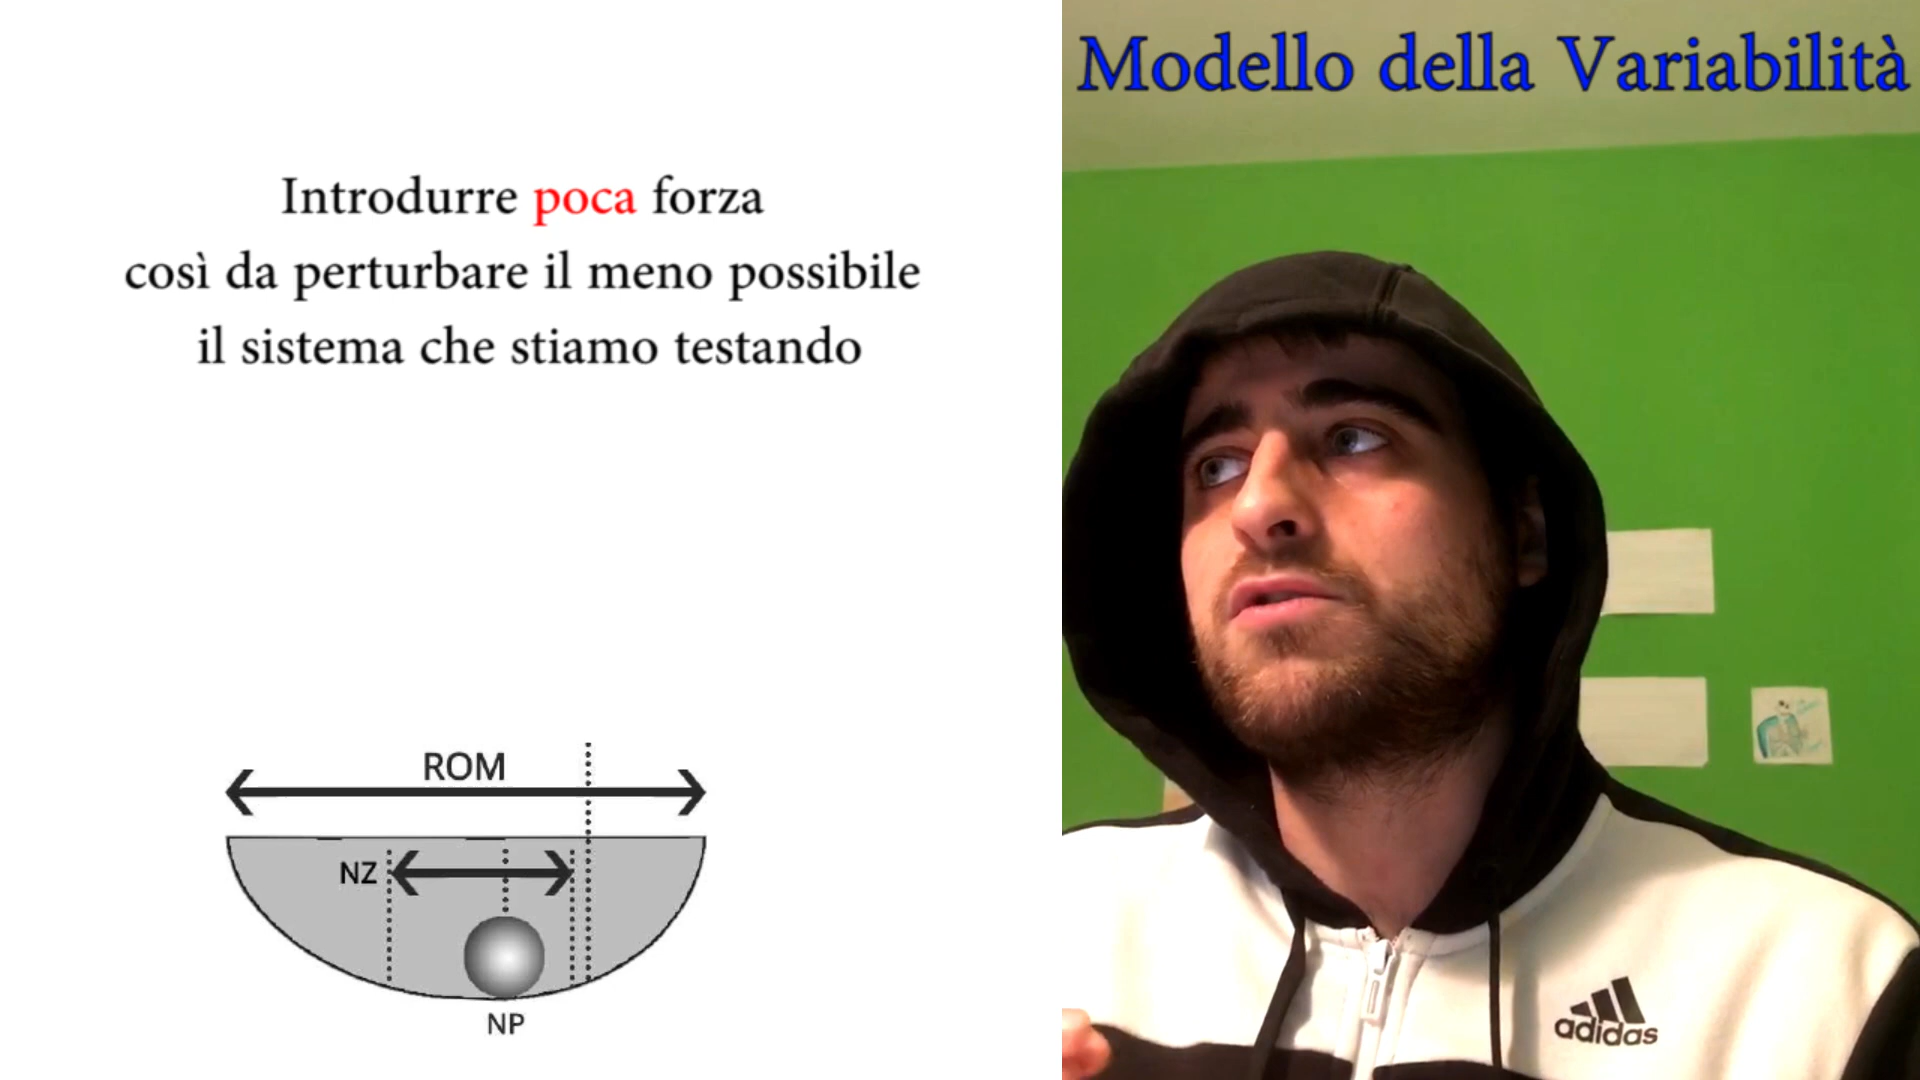 Modello della Variabilità
Introdurre poca forza
così da perturbare il meno possibile
il sistema che stiamo testando
ROM
NZ
NP
adidas